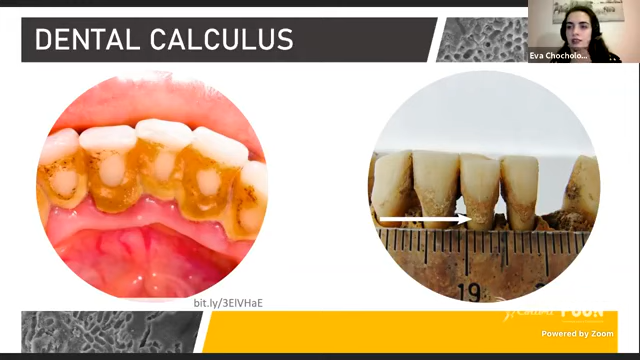 DENTAL CALCULUS
Eva Chocholo...
bit.ly/3ElVHaE
19
Powered by Zoom